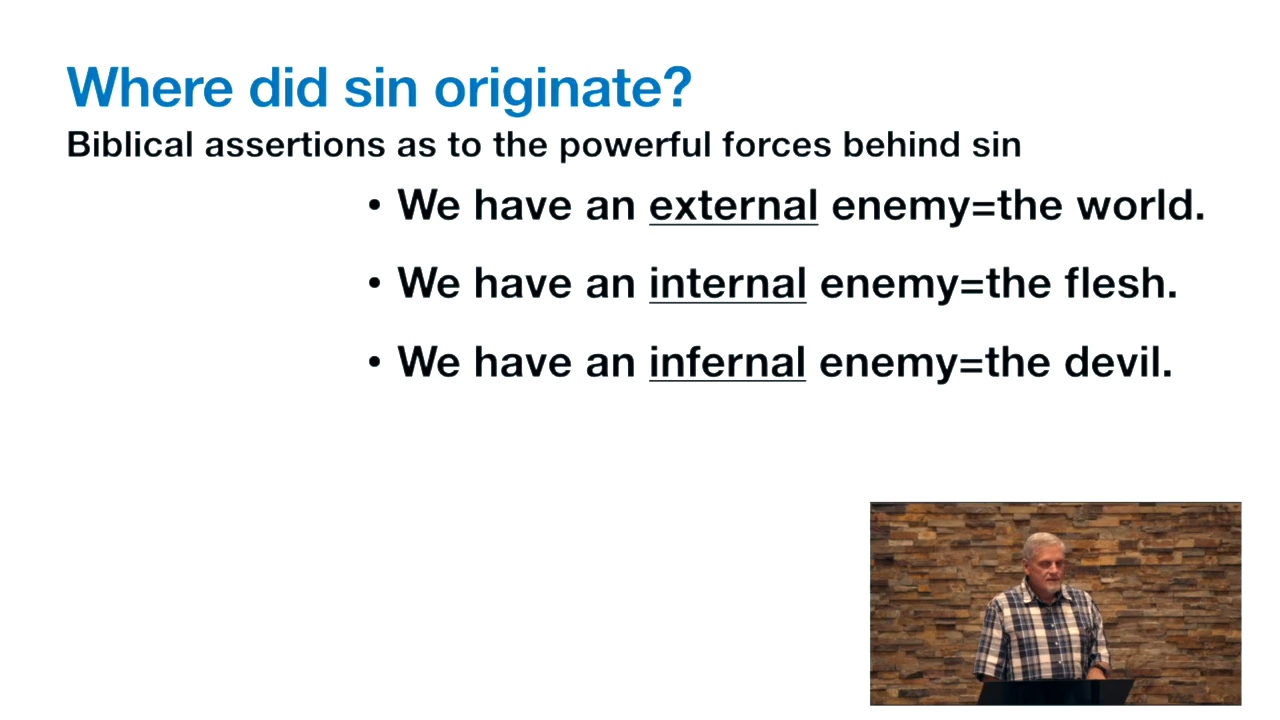 Where did sin originate?
Biblical assertions as to the powerful forces behind sin
• We have an external enemy=the world.
• We have an internal enemy=the flesh.
• We have an infernal enemy=the devil.